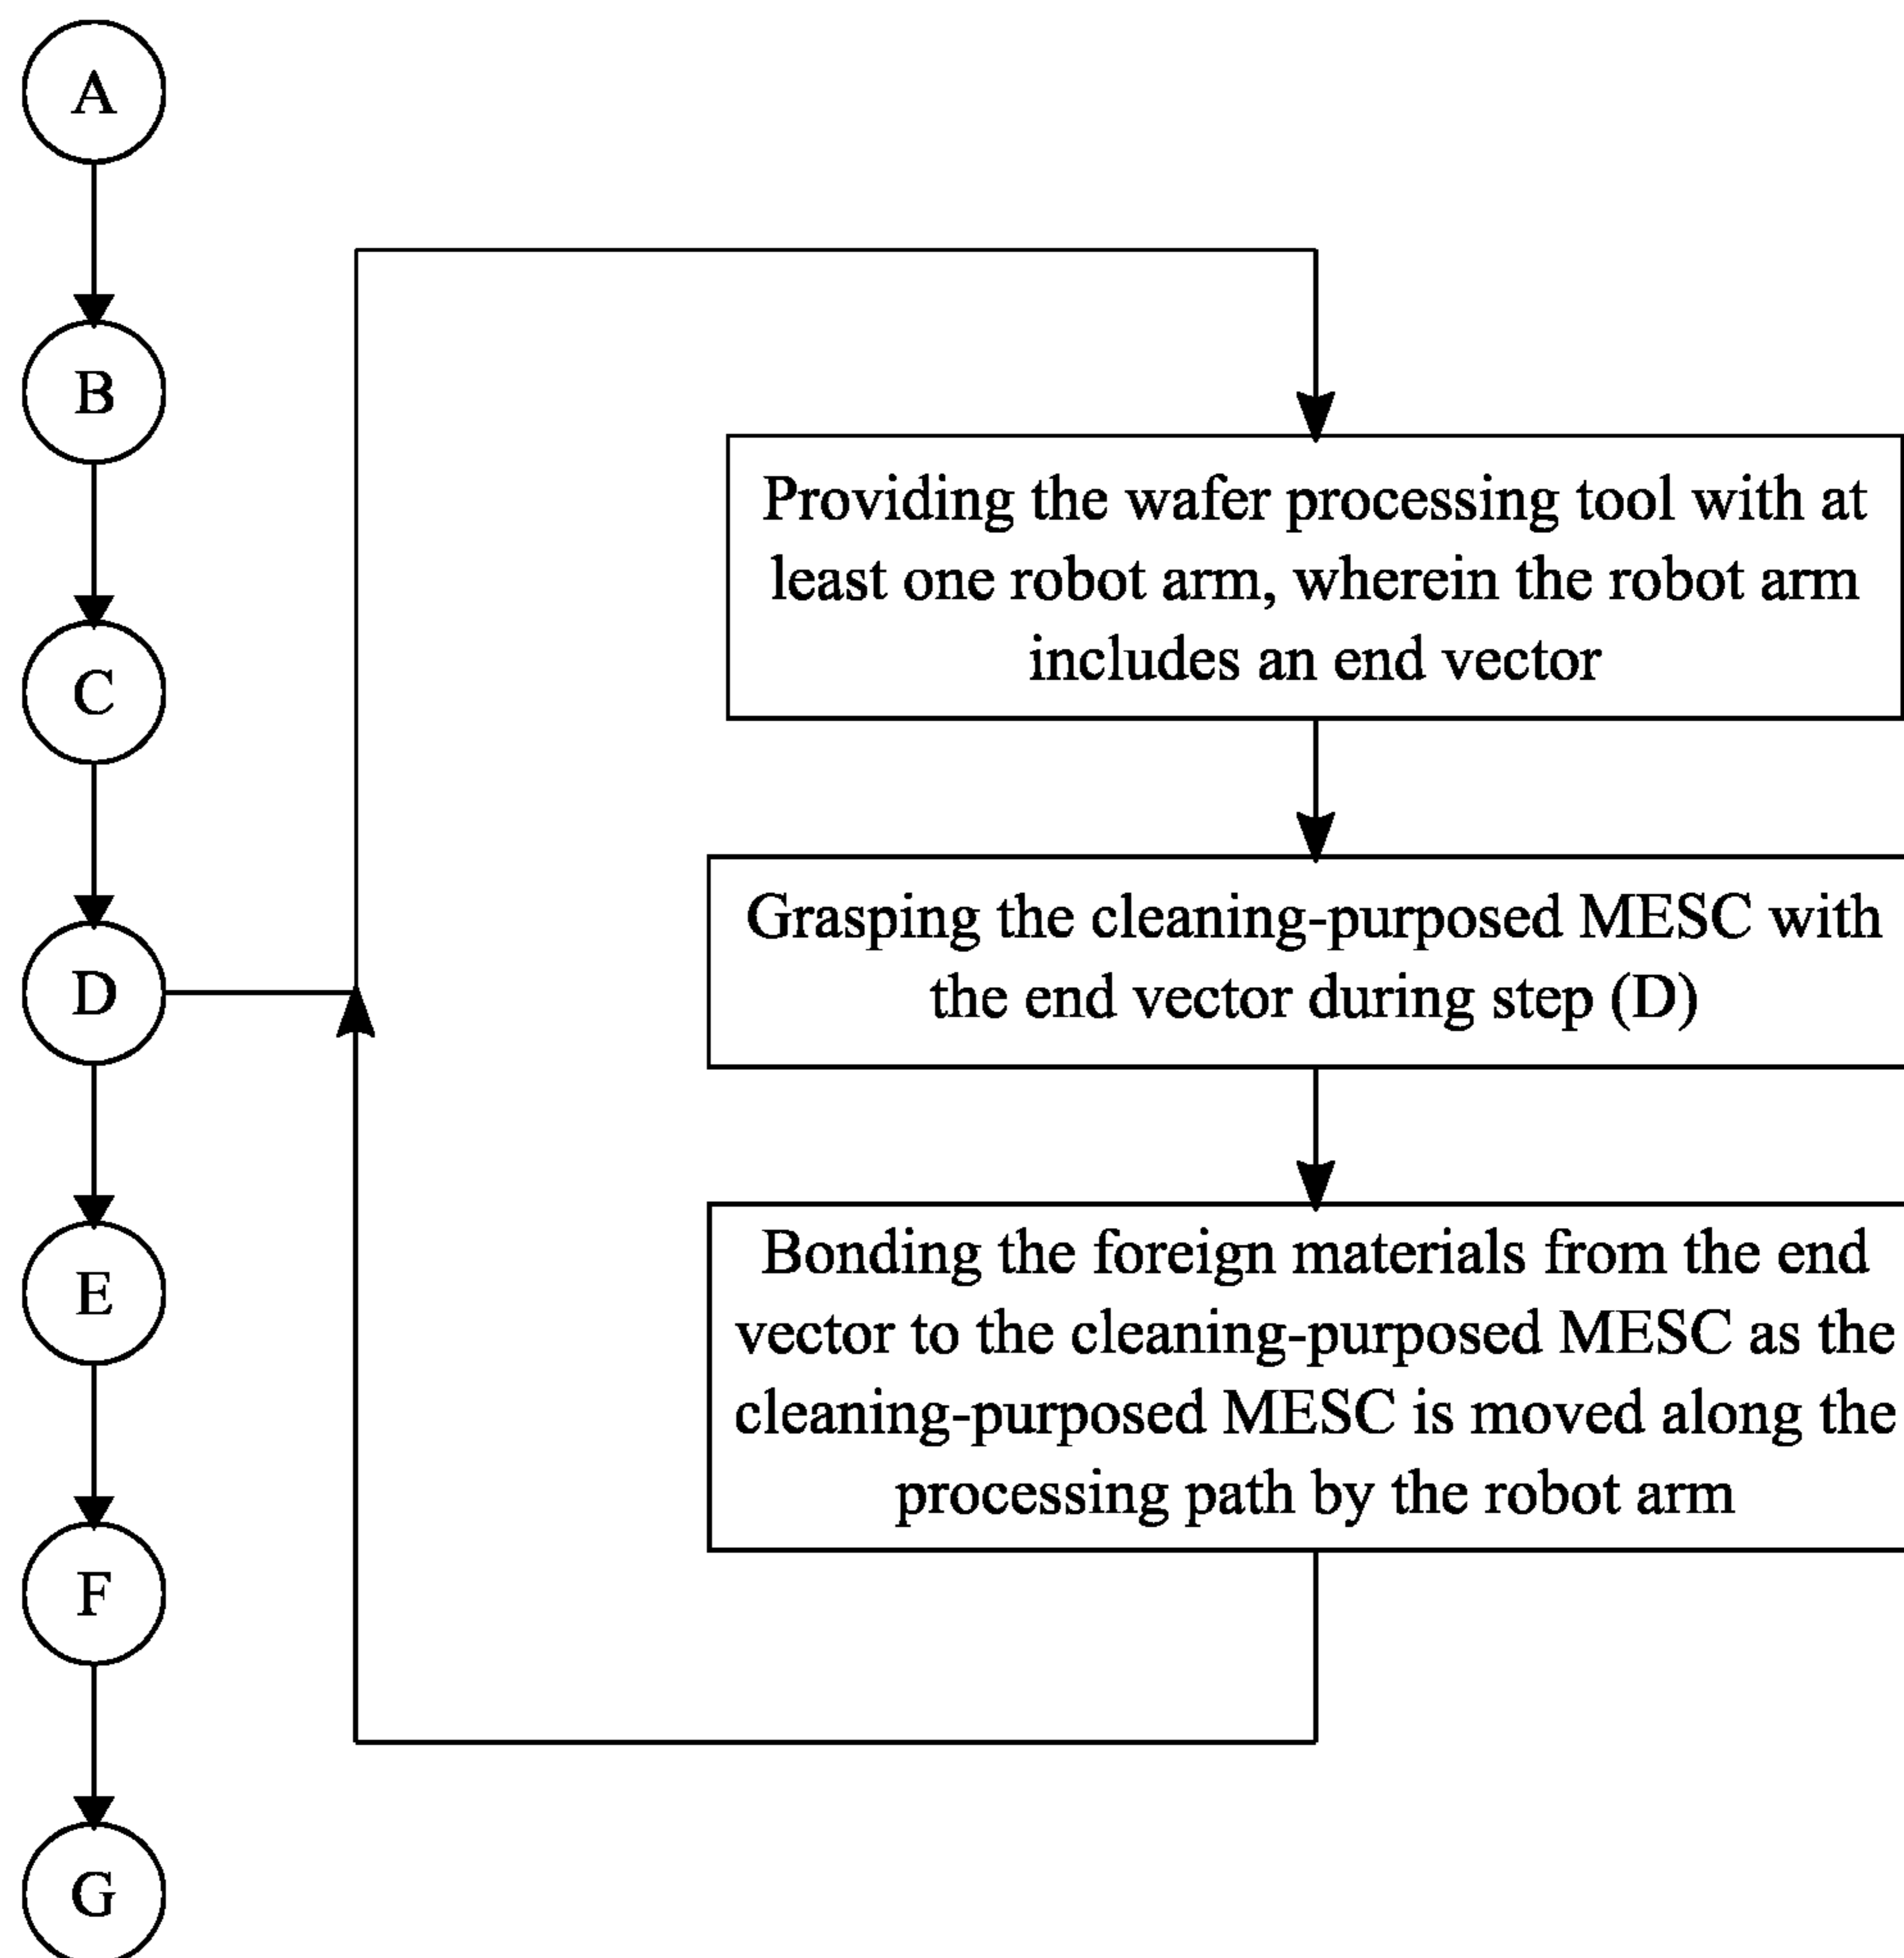 A
B
C
D
E
F
G
Providing the wafer processing tool with at
least one robot arm, wherein the robot arm
includes an end vector
Grasping the cleaning-purposed MESC with
the end vector during step (D)
Bonding the foreign materials from the end
vector to the cleaning-purposed MESC as the
cleaning-purposed MESC is moved along the
processing path by the robot arm